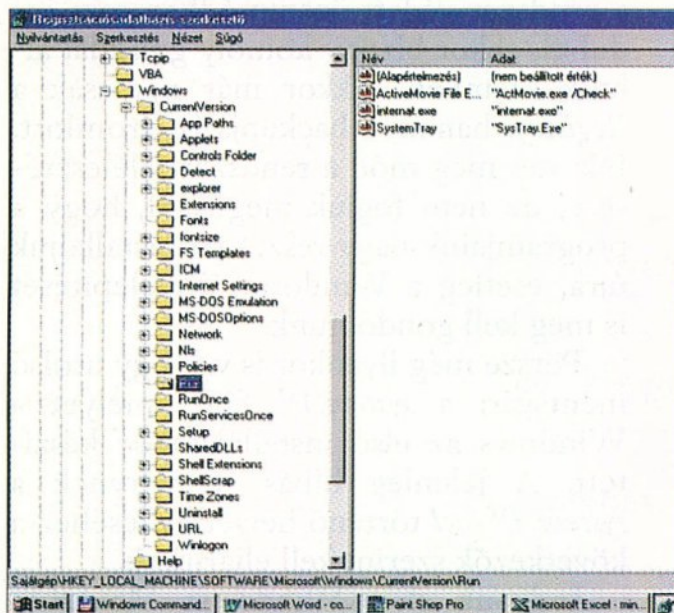 Regisztrációsadatbázis-szerkesztő
Nyilvántartás Szerkesztés Nézet Súgó
Tcpip
VBA
Windows
CurrentVersion
App Paths
Applets
Controls Folder
Detect
explorer
Extensions
Fonts
fontsize
FS Templates
ICM
Internet Settings
MS-DOS Emulation
MS-DOSOptions
Network
Nls
Policies
Run
RunOnce
RunServicesOnce
Setup
SharedDLLs
Shell Extensions
ShellScrap
Time Zones
Uninstall
URL
Winlogon
Help
Név Adat
(Alapértelmezés) (nem beállított érték)
ActiveMovie File E... "ActMovie.exe /Check"
internat.exe "internat.exe"
SystemTray "SysTray.Exe"
Sajátgép\HKEY_LOCAL_MACHINE\SOFTWARE\Microsoft\Windows\CurrentVersion\Run
Start Windows Command... Microsoft Word - co... Paint Shop Pro Microsoft Excel - min...